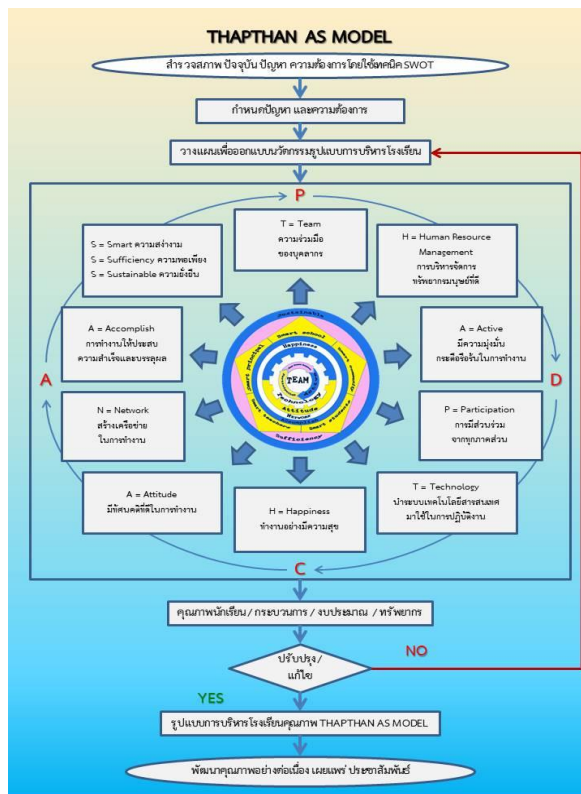 THAPTHAN AS MODEL
สำรวจสภาพ ปัจจุบัน ปัญหา ความต้องการโดยใช้เทคนิค SWOT
กำหนดปัญหา และความต้องการ
วางแผนเพื่อออกแบบนวัตกรรมรูปแบบการบริหารโรงเรียน
P
S = Smart ความสง่างาม
S = Sufficiency ความพอเพียง
S = Sustainable ความยั่งยืน
T = Team
ความร่วมมือ
ของบุคลากร
H = Human Resource
Management
การบริหารจัดการ
ทรัพยากรมนุษย์ที่ดี
A = Accomplish
การทำงานให้ประสบ
ความสำเร็จและบรรลุผล
A = Active
มีความมุ่งมั่น
กระตือรือร้นในการทำงาน
A
D
N = Network
สร้างเครือข่าย
ในการทำงาน
P = Participation
การมีส่วนร่วม
จากทุกภาคส่วน
A = Attitude
มีทัศนคติที่ดีในการทำงาน
H = Happiness
ทำงานอย่างมีความสุข
T = Technology
นำระบบเทคโนโลยีสารสนเทศ
มาใช้ในการปฏิบัติงาน
Sustainable
Smart school
Smart principal
Smart community
Happiness
TEAM
Technology
Attitude
Network
Smart teachers
Smart students
Sufficiency
C
คุณภาพนักเรียน / กระบวนการ / งบประมาณ / ทรัพยากร
ปรับปรุง/
แก้ไข
NO
YES
รูปแบบการบริหารโรงเรียนคุณภาพ THAPTHAN AS MODEL
พัฒนาคุณภาพอย่างต่อเนื่อง เผยแพร่ ประชาสัมพันธ์